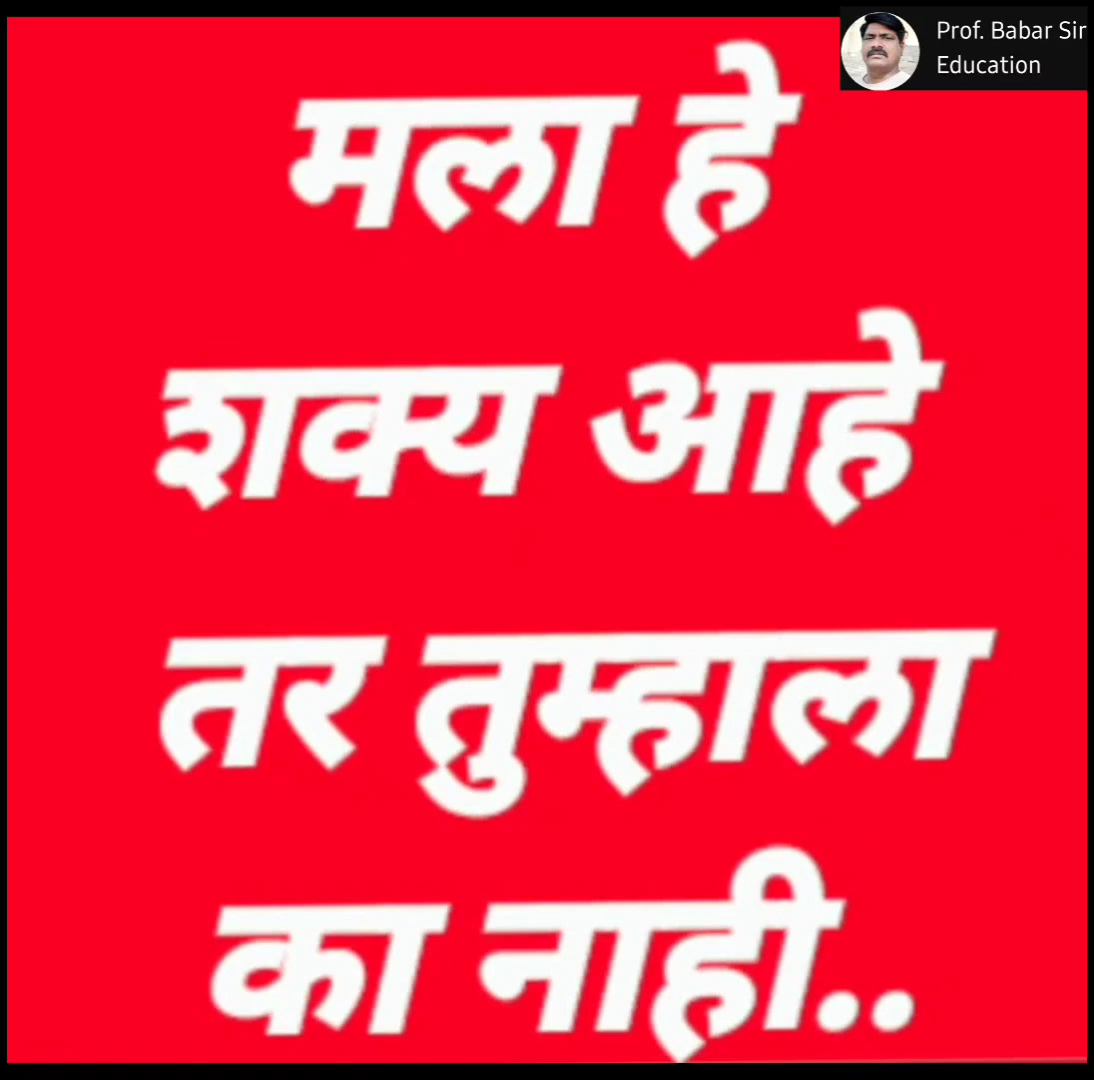 Prof. Babar Sir
Education
मला हे
शक्य आहे
तर तुम्हाला
का नाही..